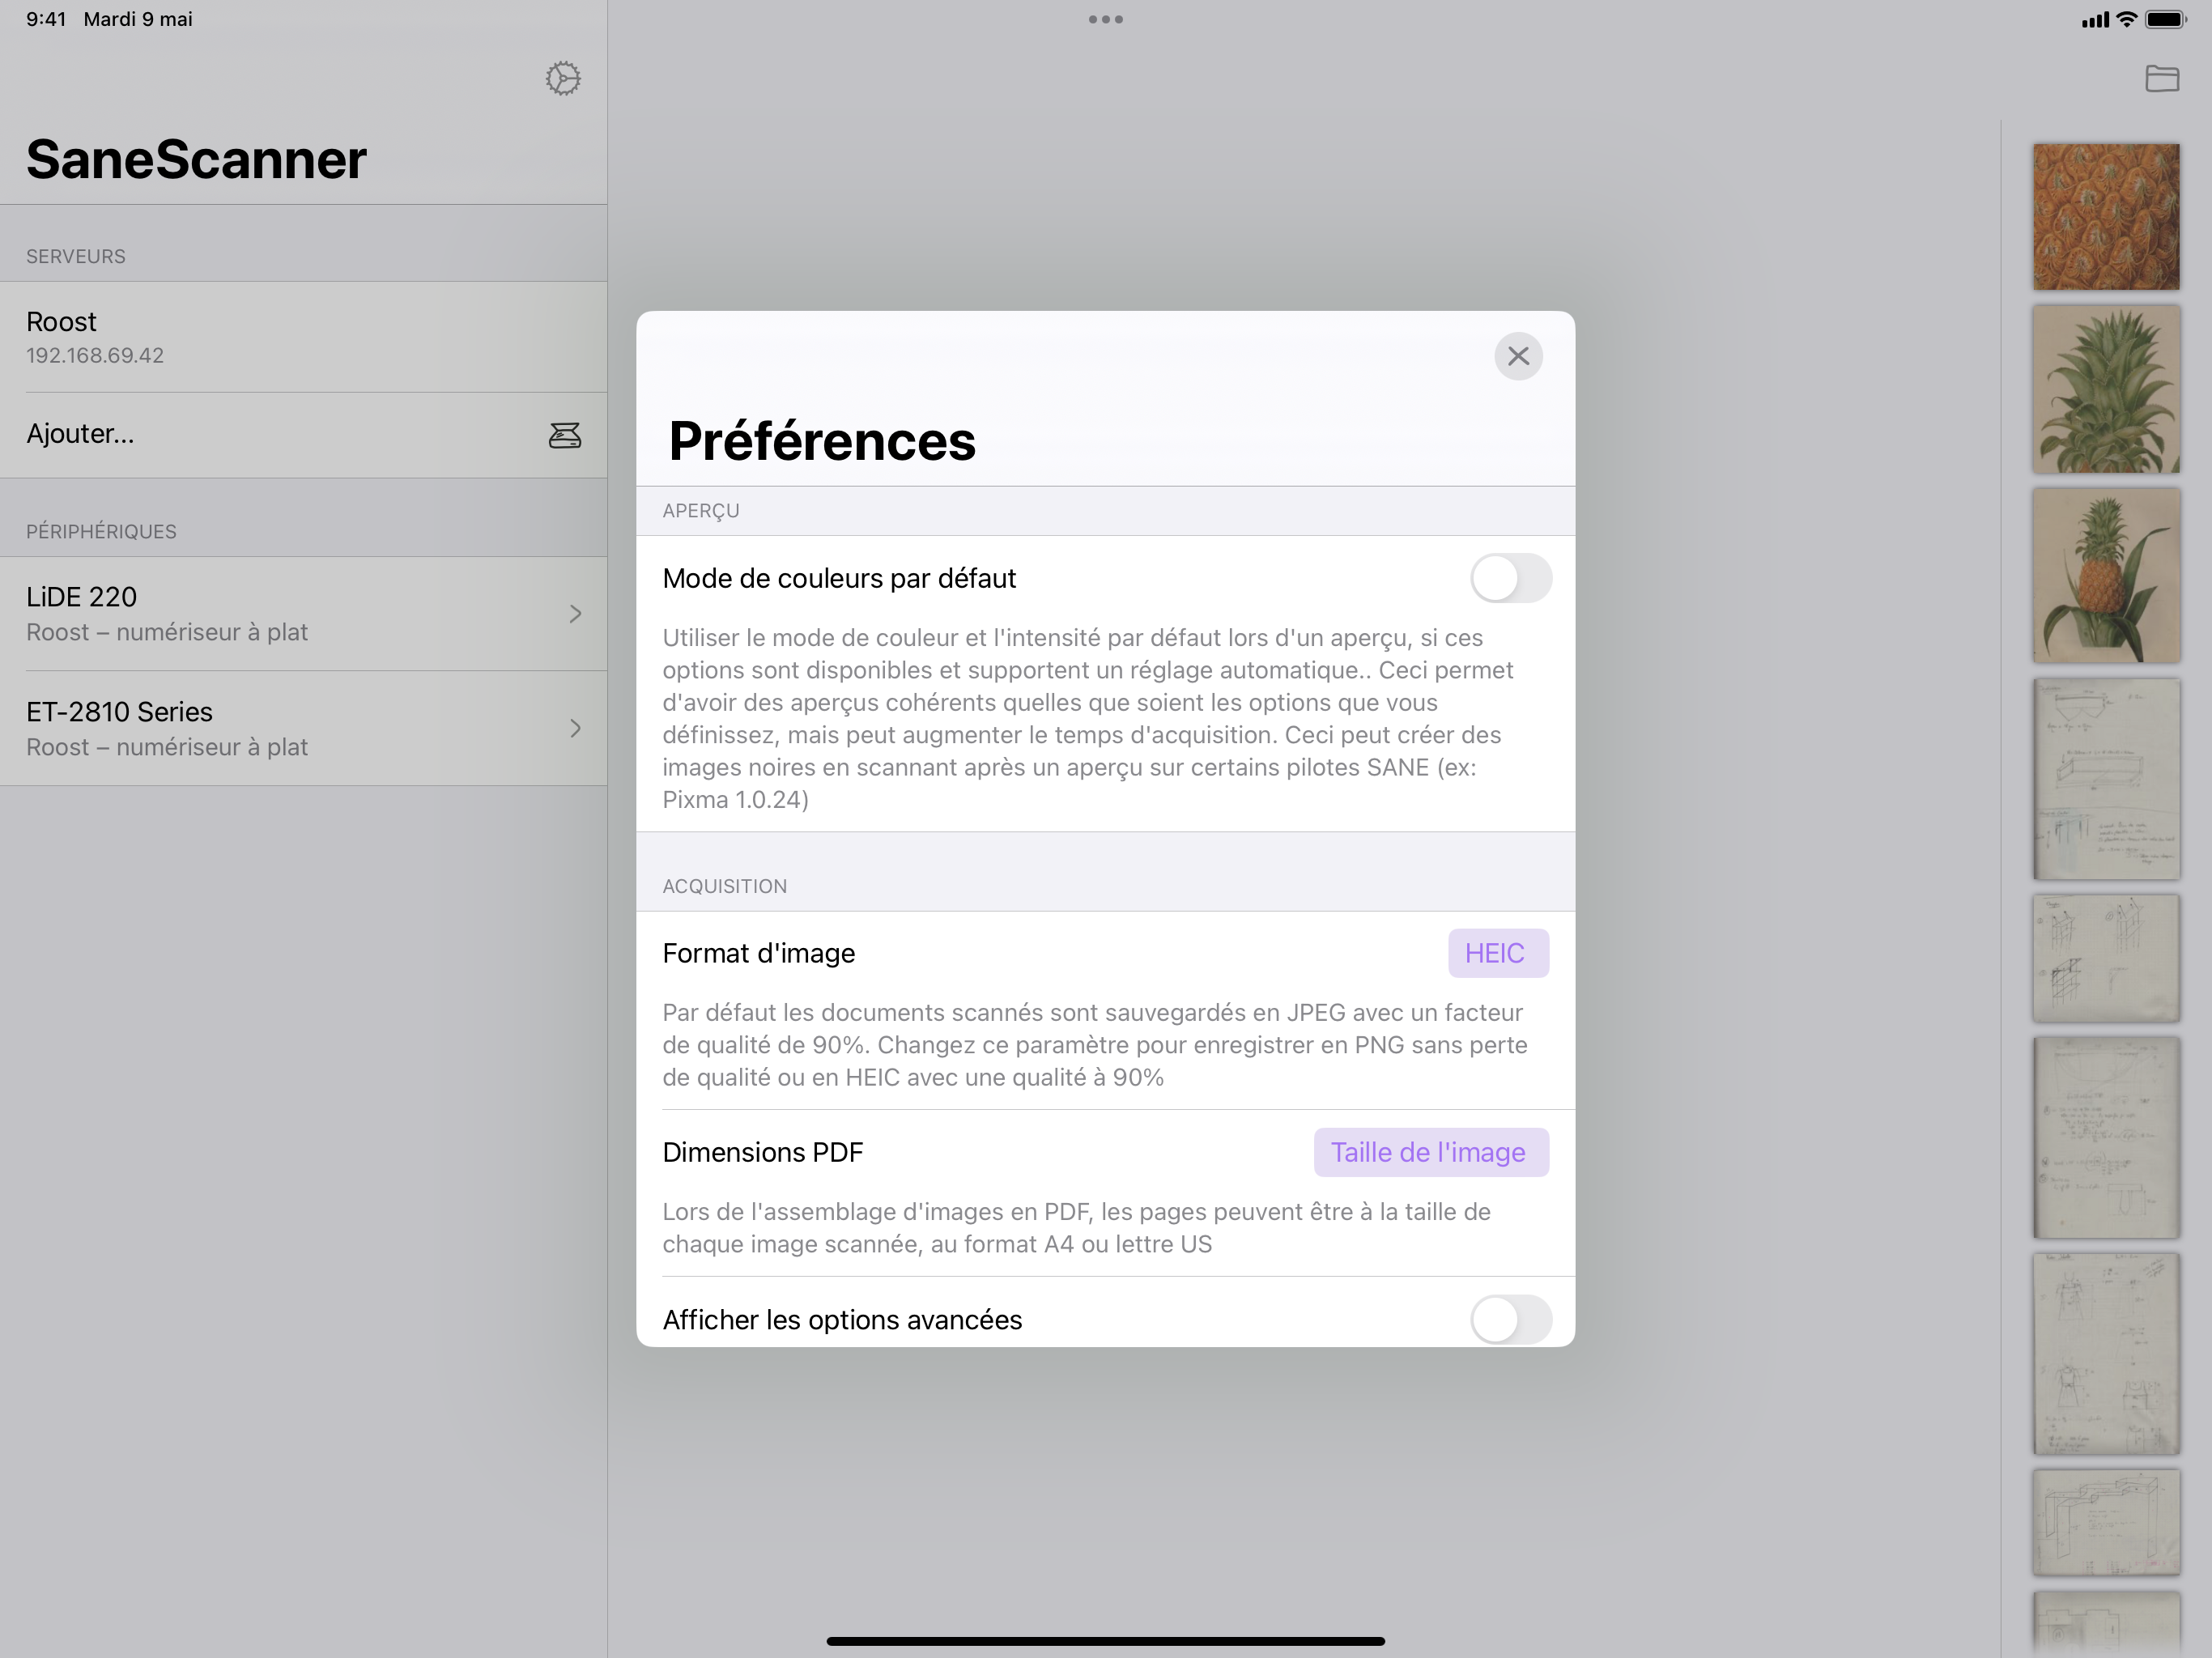 9:41 Mardi 9 mai
SaneScanner
SERVEURS
Roost
192.168.69.42
Ajouter...
PÉRIPHÉRIQUES
LiDE 220
Roost – numériseur à plat
ET-2810 Series
Roost – numériseur à plat
Préférences
APERÇU
Mode de couleurs par défaut
Utiliser le mode de couleur et l'intensité par défaut lors d'un aperçu, si ces
options sont disponibles et supportent un réglage automatique.. Ceci permet
d'avoir des aperçus cohérents quelles que soient les options que vous
définissez, mais peut augmenter le temps d'acquisition. Ceci peut créer des
images noires en scannant après un aperçu sur certains pilotes SANE (ex:
Pixma 1.0.24)
ACQUISITION
Format d'image
HEIC
Par défaut les documents scannés sont sauvegardés en JPEG avec un facteur
de qualité de 90%. Changez ce paramètre pour enregistrer en PNG sans perte
de qualité ou en HEIC avec une qualité à 90%
Dimensions PDF
Taille de l'image
Lors de l'assemblage d'images en PDF, les pages peuvent être à la taille de
chaque image scannée, au format A4 ou lettre US
Afficher les options avancées